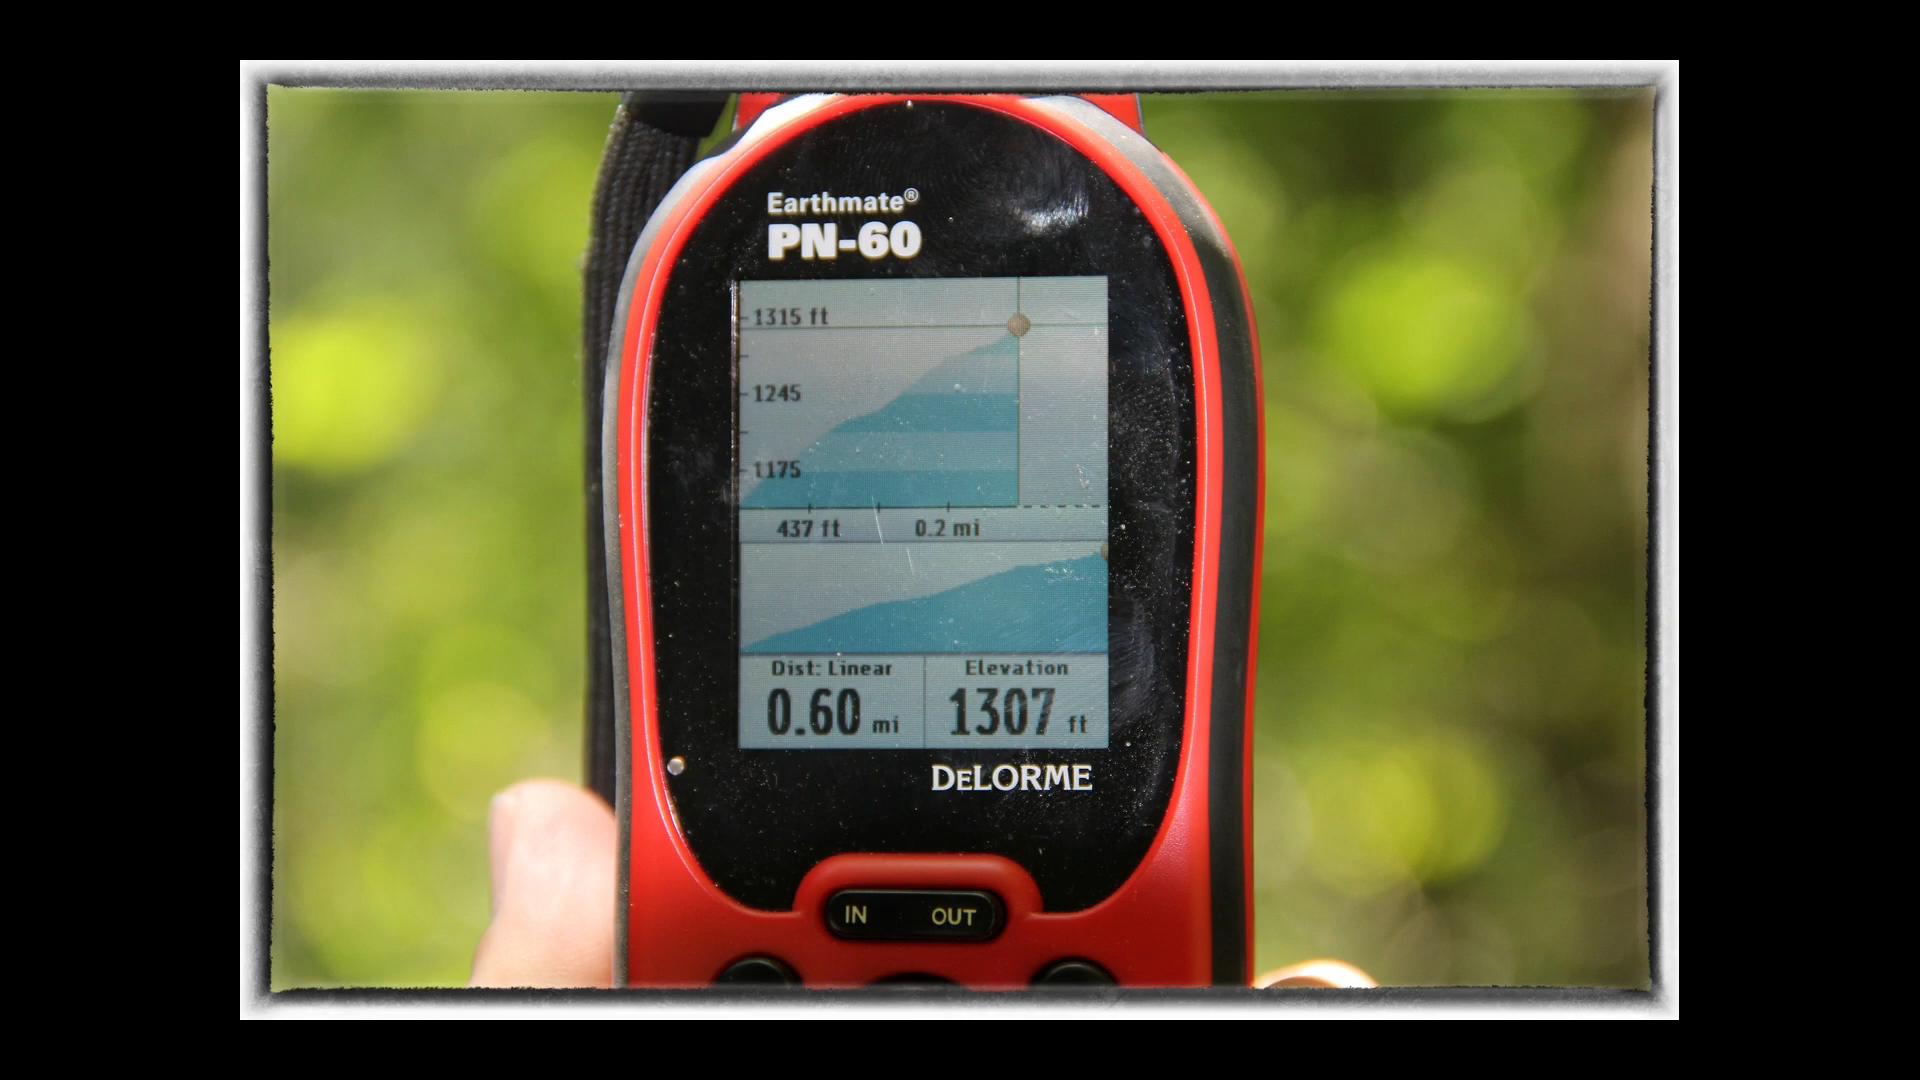 Earthmate®
PN-60
1315 ft
1245
1175
437 ft 0.2 mi
Dist: Linear Elevation
0.60 mi 1307 ft
DELORME
IN OUT